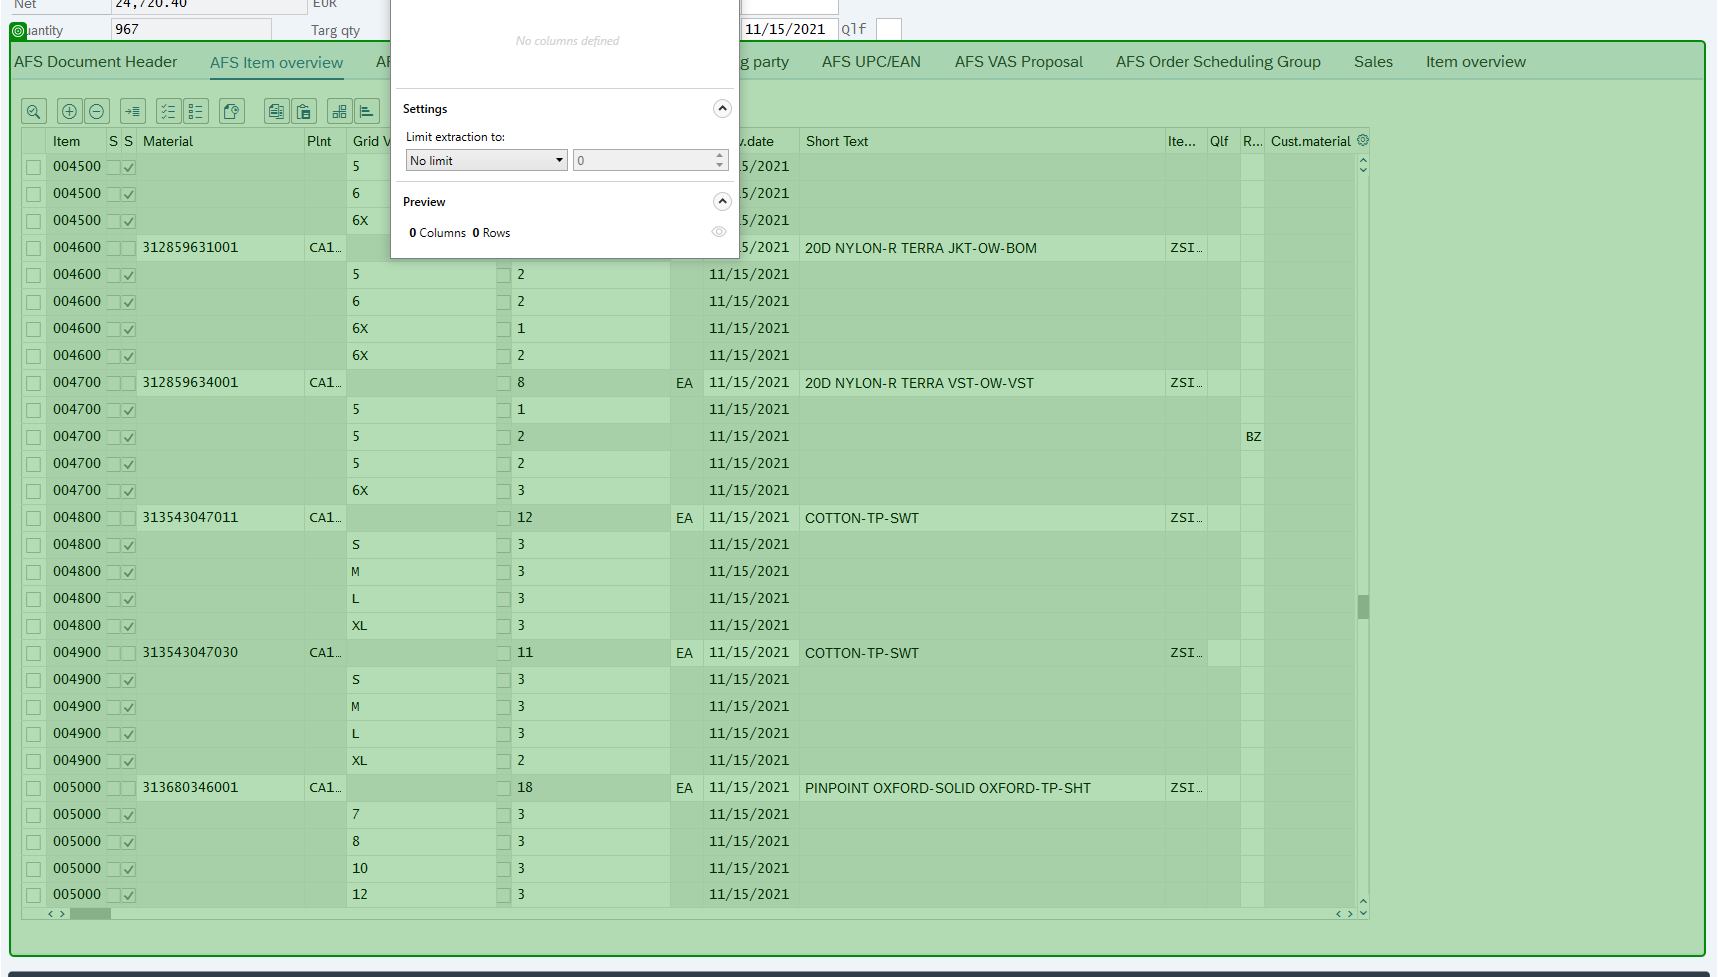 Net 24,720.40 EUR
uantity 967 Targ qty 11/15/2021 Qlf
No columns defined
AFS Document Header AFS Item overview AF g party AFS UPC/EAN AFS VAS Proposal AFS Order Scheduling Group Sales Item overview
Settings
Limit extraction to:
No limit 0
Preview
0 Columns 0 Rows
Item S S Material Plnt Grid V v.date Short Text Ite... Qlf R... Cust.material
004500 5 15/2021
004500 6 15/2021
004500 6X 15/2021
004600 312859631001 CA1… 15/2021 20D NYLON-R TERRA JKT-OW-BOM ZSI…
004600 5 2 11/15/2021
004600 6 2 11/15/2021
004600 6X 1 11/15/2021
004600 6X 2 11/15/2021
004700 312859634001 CA1… 8 EA 11/15/2021 20D NYLON-R TERRA VST-OW-VST ZSI…
004700 5 1 11/15/2021
004700 5 2 11/15/2021 BZ
004700 5 2 11/15/2021
004700 6X 3 11/15/2021
004800 313543047011 CA1… 12 EA 11/15/2021 COTTON-TP-SWT ZSI…
004800 S 3 11/15/2021
004800 M 3 11/15/2021
004800 L 3 11/15/2021
004800 XL 3 11/15/2021
004900 313543047030 CA1… 11 EA 11/15/2021 COTTON-TP-SWT ZSI…
004900 S 3 11/15/2021
004900 M 3 11/15/2021
004900 L 3 11/15/2021
004900 XL 2 11/15/2021
005000 313680346001 CA1… 18 EA 11/15/2021 PINPOINT OXFORD-SOLID OXFORD-TP-SHT ZSI…
005000 7 3 11/15/2021
005000 8 3 11/15/2021
005000 10 3 11/15/2021
005000 12 3 11/15/2021